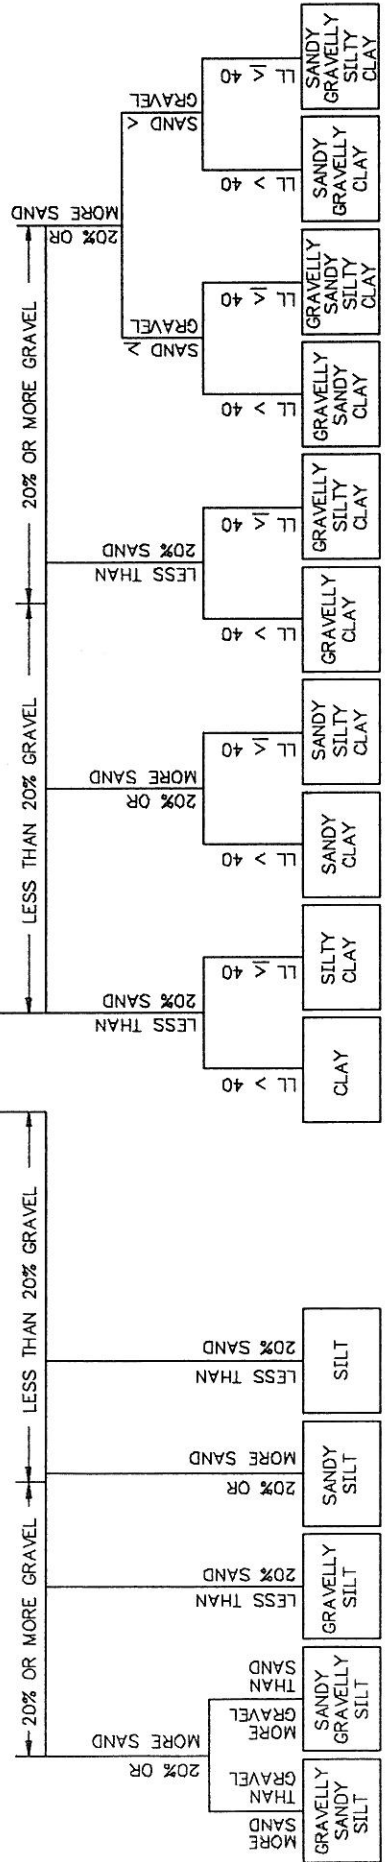 20% OR MORE GRAVEL
LESS THAN 20% GRAVEL
LESS THAN 20% GRAVEL
20% OR MORE GRAVEL
20% OR
MORE SAND
LESS THAN
20% SAND
20% OR
MORE SAND
LESS THAN
20% SAND
LESS THAN
20% SAND
20% OR
MORE SAND
LESS THAN
20% SAND
20% OR
MORE SAND
SAND ≥
GRAVEL
SAND <
GRAVEL
MORE
SAND
THAN
GRAVEL
MORE
GRAVEL
THAN
SAND
LL > 40
LL ≤ 40
LL > 40
LL ≤ 40
LL > 40
LL ≤ 40
LL > 40
LL ≤ 40
LL > 40
LL ≤ 40
GRAVELLY
SANDY
SILT
SANDY
GRAVELLY
SILT
GRAVELLY
SILT
SANDY
SILT
SILT
CLAY
SILTY
CLAY
SANDY
CLAY
SANDY
SILTY
CLAY
GRAVELLY
CLAY
GRAVELLY
SILTY
CLAY
GRAVELLY
SANDY
CLAY
GRAVELLY
SANDY
SILTY
CLAY
SANDY
GRAVELLY
CLAY
SANDY
GRAVELLY
SILTY
CLAY